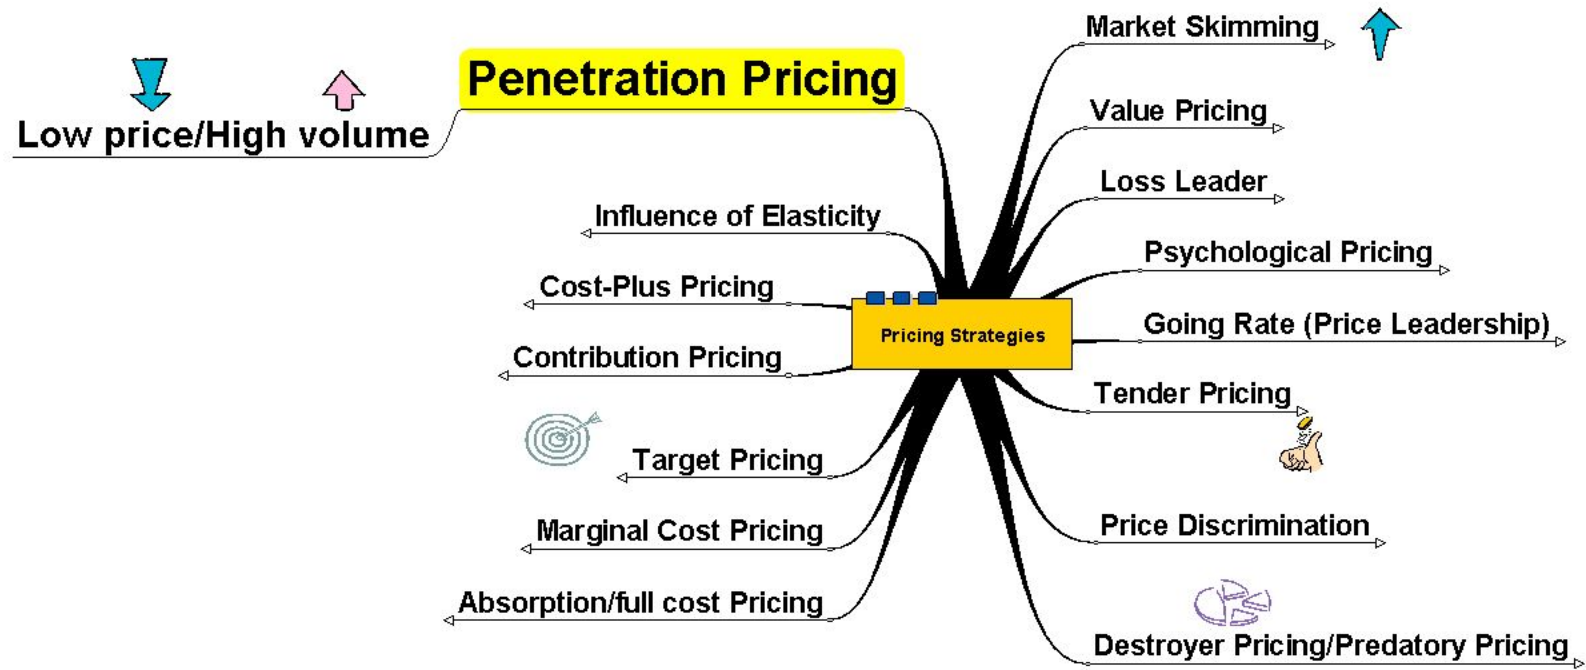 Penetration Pricing
Low price/High volume
Influence of Elasticity
Cost-Plus Pricing
Contribution Pricing
Target Pricing
Marginal Cost Pricing
Absorption/full cost Pricing
Pricing Strategies
Market Skimming
Value Pricing
Loss Leader
Psychological Pricing
Going Rate (Price Leadership)
Tender Pricing
Price Discrimination
Destroyer Pricing/Predatory Pricing